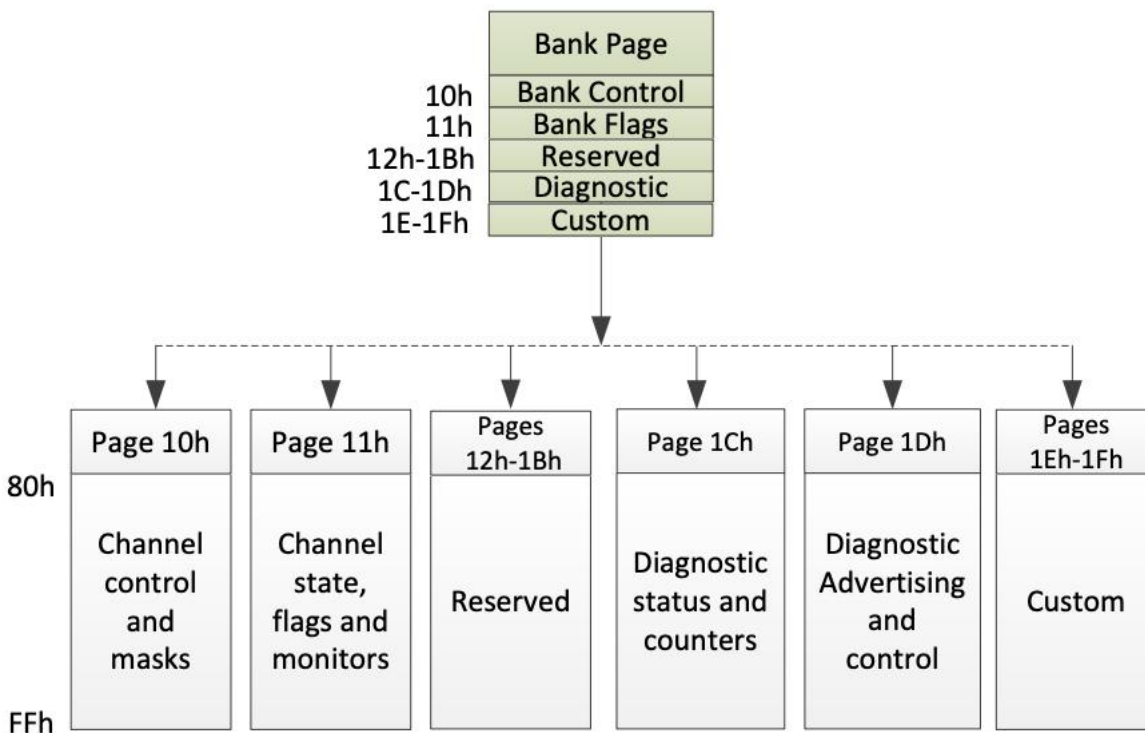 Bank Page
10h Bank Control
11h Bank Flags
12h-1Bh Reserved
1C-1Dh Diagnostic
1E-1Fh Custom
Page 10h
Page 11h
Pages
12h-1Bh
Page 1Ch
Page 1Dh
Pages
1Eh-1Fh
80h
FFh
Channel
control
and
masks
Channel
state,
flags and
monitors
Reserved
Diagnostic
status and
counters
Diagnostic
Advertising
and
control
Custom